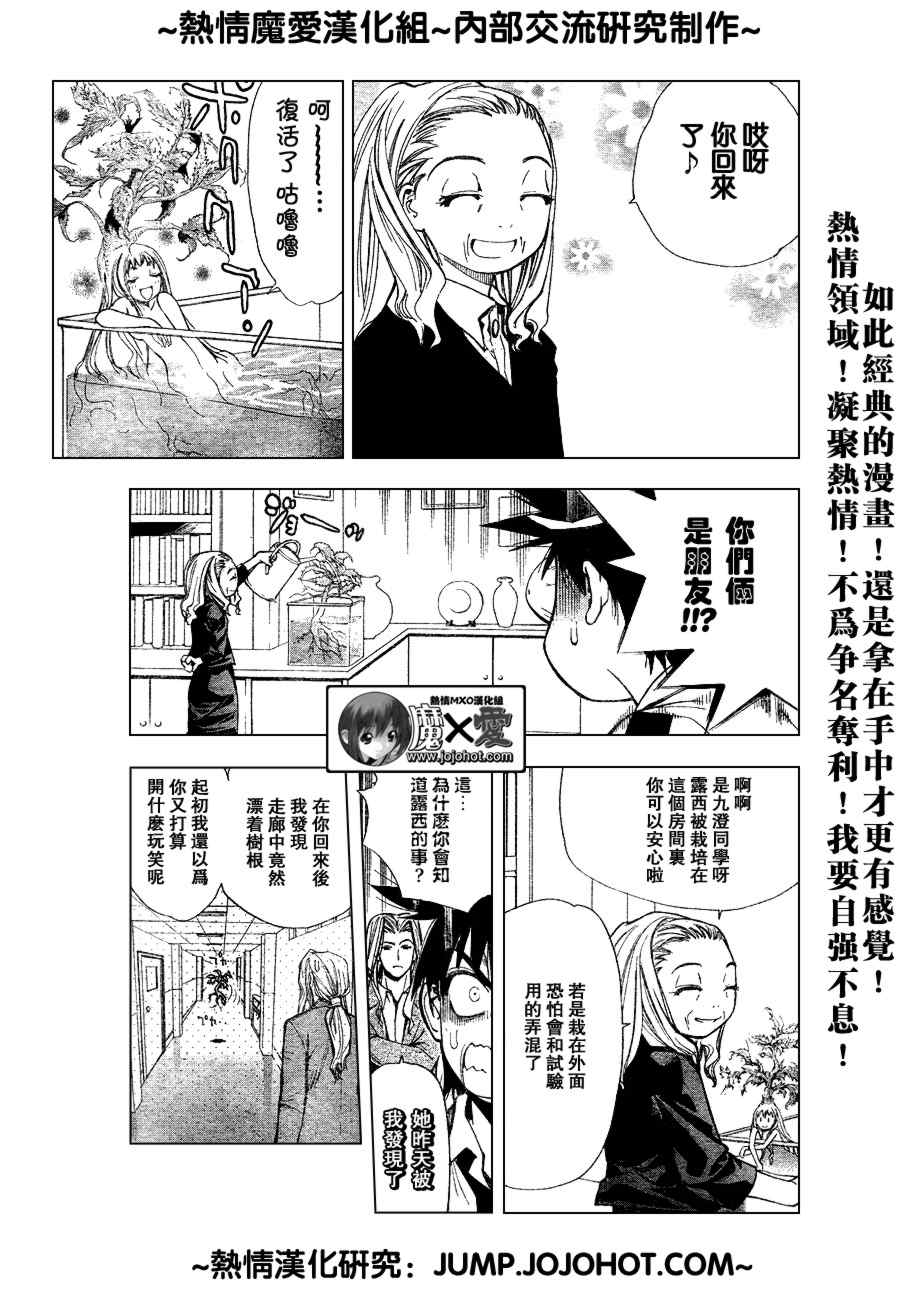 ~熱情魔愛漢化組~內部交流研究制作~
哎呀
你回來
了♪
呵~~~…
復活了 咕嚕嚕
ポワワワ~
你們倆
是朋友!!?
ジョー
熱情MXO漢化組
魔×愛
www.jojohot.com
啊啊
是九澄同學呀
露西被栽培在
這個房間裏
你可以安心啦
若是栽在外面
恐怕會和試驗
用的弄混了
這…
為什麽你會知
道露西的事?
她昨天被
我發現了
在你回來後
我發現
走廊中竟然
漂着樹根
起初我還以爲
你又打算
開什麽玩笑呢
如此經典的漫畫!還是拿在手中才更有感覺!
熱情領域!凝聚熱情!不爲争名奪利!我要自强不息!
~熱情漢化研究：JUMP.JOJOHOT.COM~